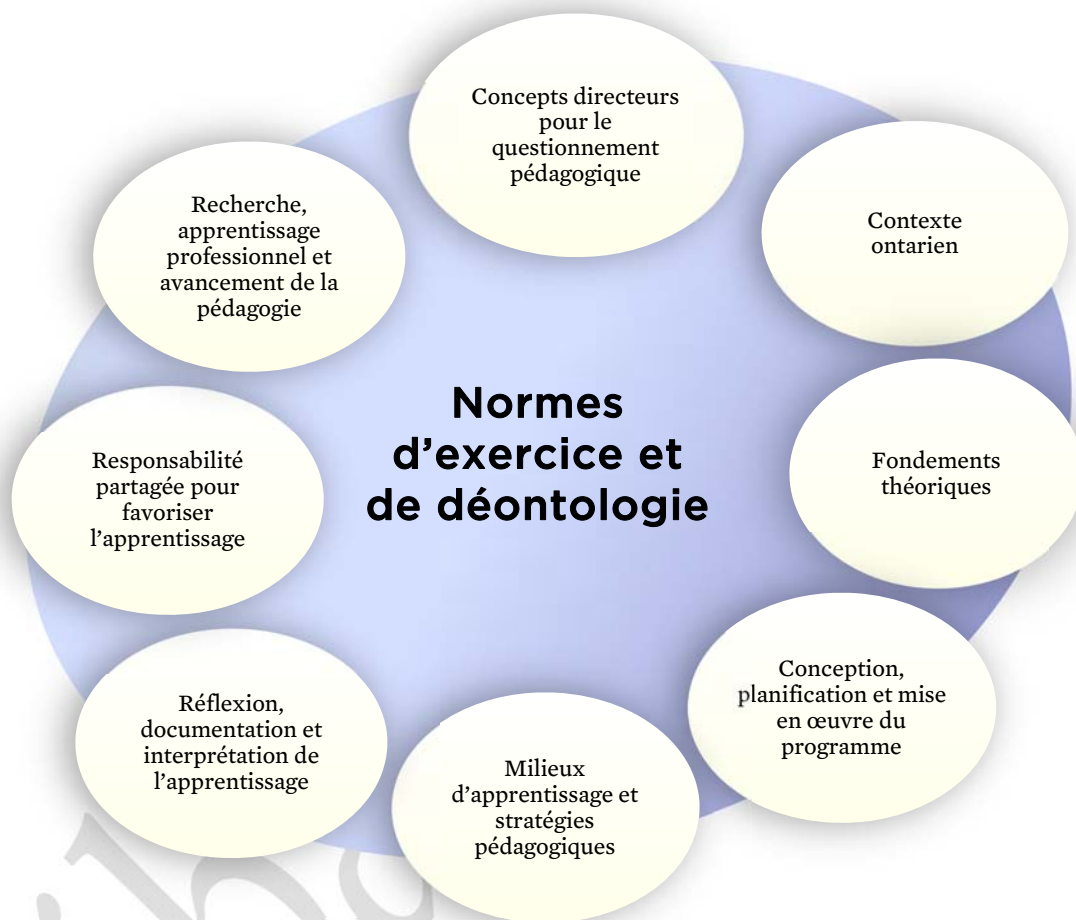 Concepts directeurs
pour le
questionnement
pédagogique
Contexte
ontarien
Fondements
théoriques
Conception,
planification et mise
en œuvre du
programme
Milieux
d’apprentissage et
stratégies
pédagogiques
Réflexion,
documentation et
interprétation de
l’apprentissage
Responsabilité
partagée pour
favoriser
l’apprentissage
Recherche,
apprentissage
professionnel et
avancement de la
pédagogie
Normes
d’exercice et
de déontologie